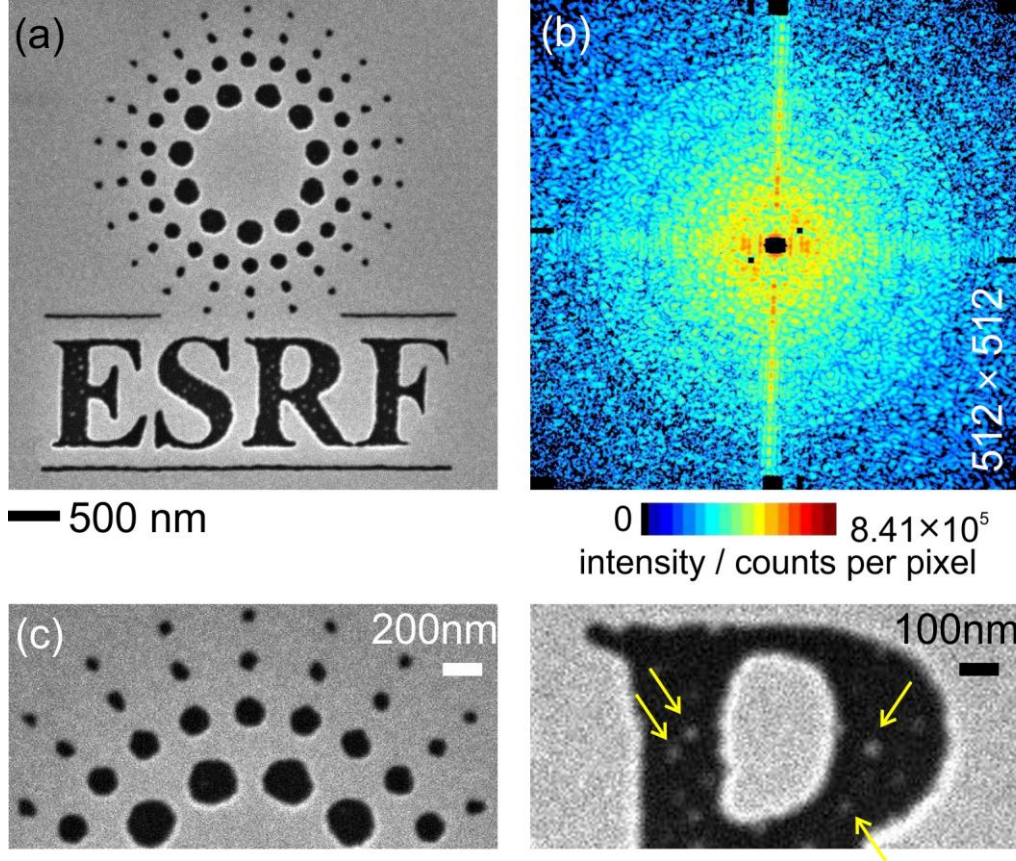 (a)
ESRF
500 nm
(b)
512 × 512
0
8.41×10⁵
intensity / counts per pixel
(c)
200nm
100nm